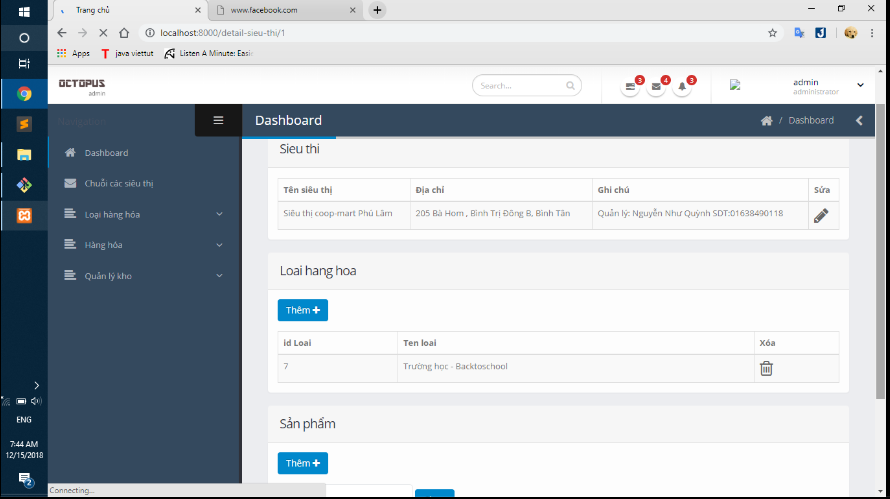 Trang chủ
www.facebook.com
localhost:8000/detail-sieu-thi/1
Apps
java viettut
Listen A Minute: Easi
OCTOPUS
admin
Search...
3
4
3
admin
administrator
Navigation
Dashboard
Dashboard
/ Dashboard
Chuỗi các siêu thị
Loại hàng hóa
Hàng hóa
Quản lý kho
Sieu thi
Tên siêu thị
Địa chỉ
Ghi chú
Sửa
Siêu thị coop-mart Phú Lâm
205 Bà Hom , Bình Trị Đông B, Bình Tân
Quản lý: Nguyễn Như Quỳnh SDT:01638490118
Loai hang hoa
Thêm
id Loai
Ten loai
Xóa
7
Trường học - Backtoschool
Sản phẩm
Thêm
Connecting...
ENG
7:44 AM
12/15/2018
2